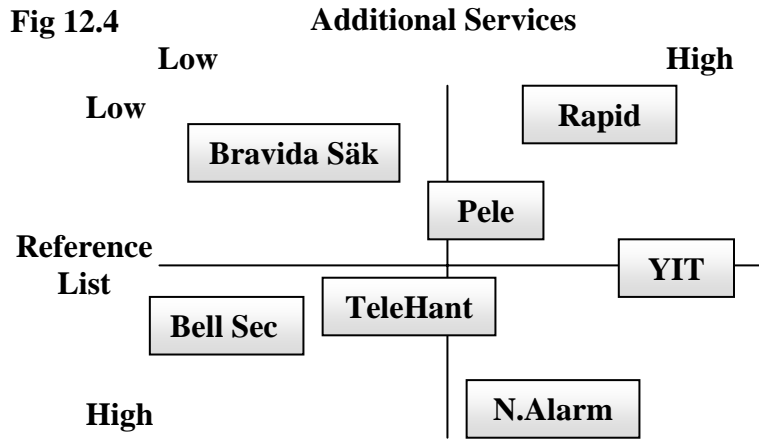 Fig 12.4
Additional Services
Low
High
Low
Rapid
Bravida Säk
Pele
Reference
List
YIT
TeleHant
Bell Sec
N.Alarm
High